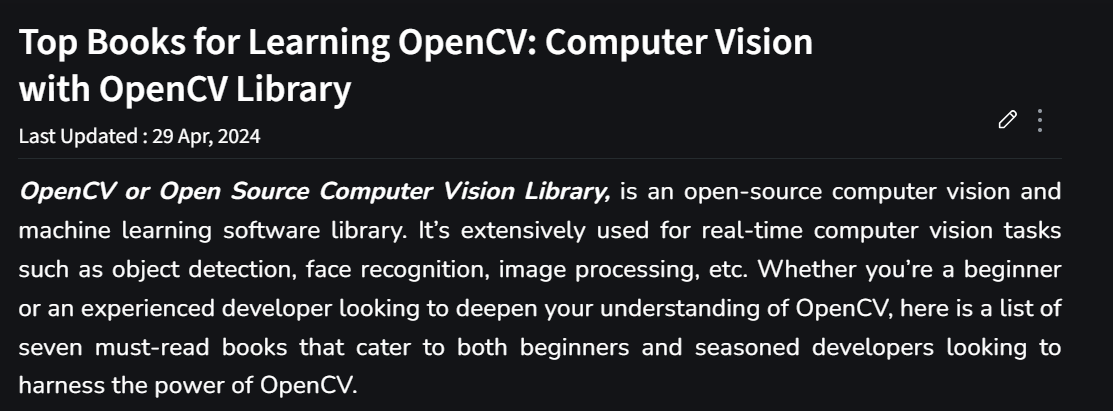 Top Books for Learning OpenCV: Computer Vision
with OpenCV Library
Last Updated : 29 Apr, 2024
OpenCV or Open Source Computer Vision Library, is an open-source computer vision and
machine learning software library. It’s extensively used for real-time computer vision tasks
such as object detection, face recognition, image processing, etc. Whether you’re a beginner
or an experienced developer looking to deepen your understanding of OpenCV, here is a list of
seven must-read books that cater to both beginners and seasoned developers looking to
harness the power of OpenCV.